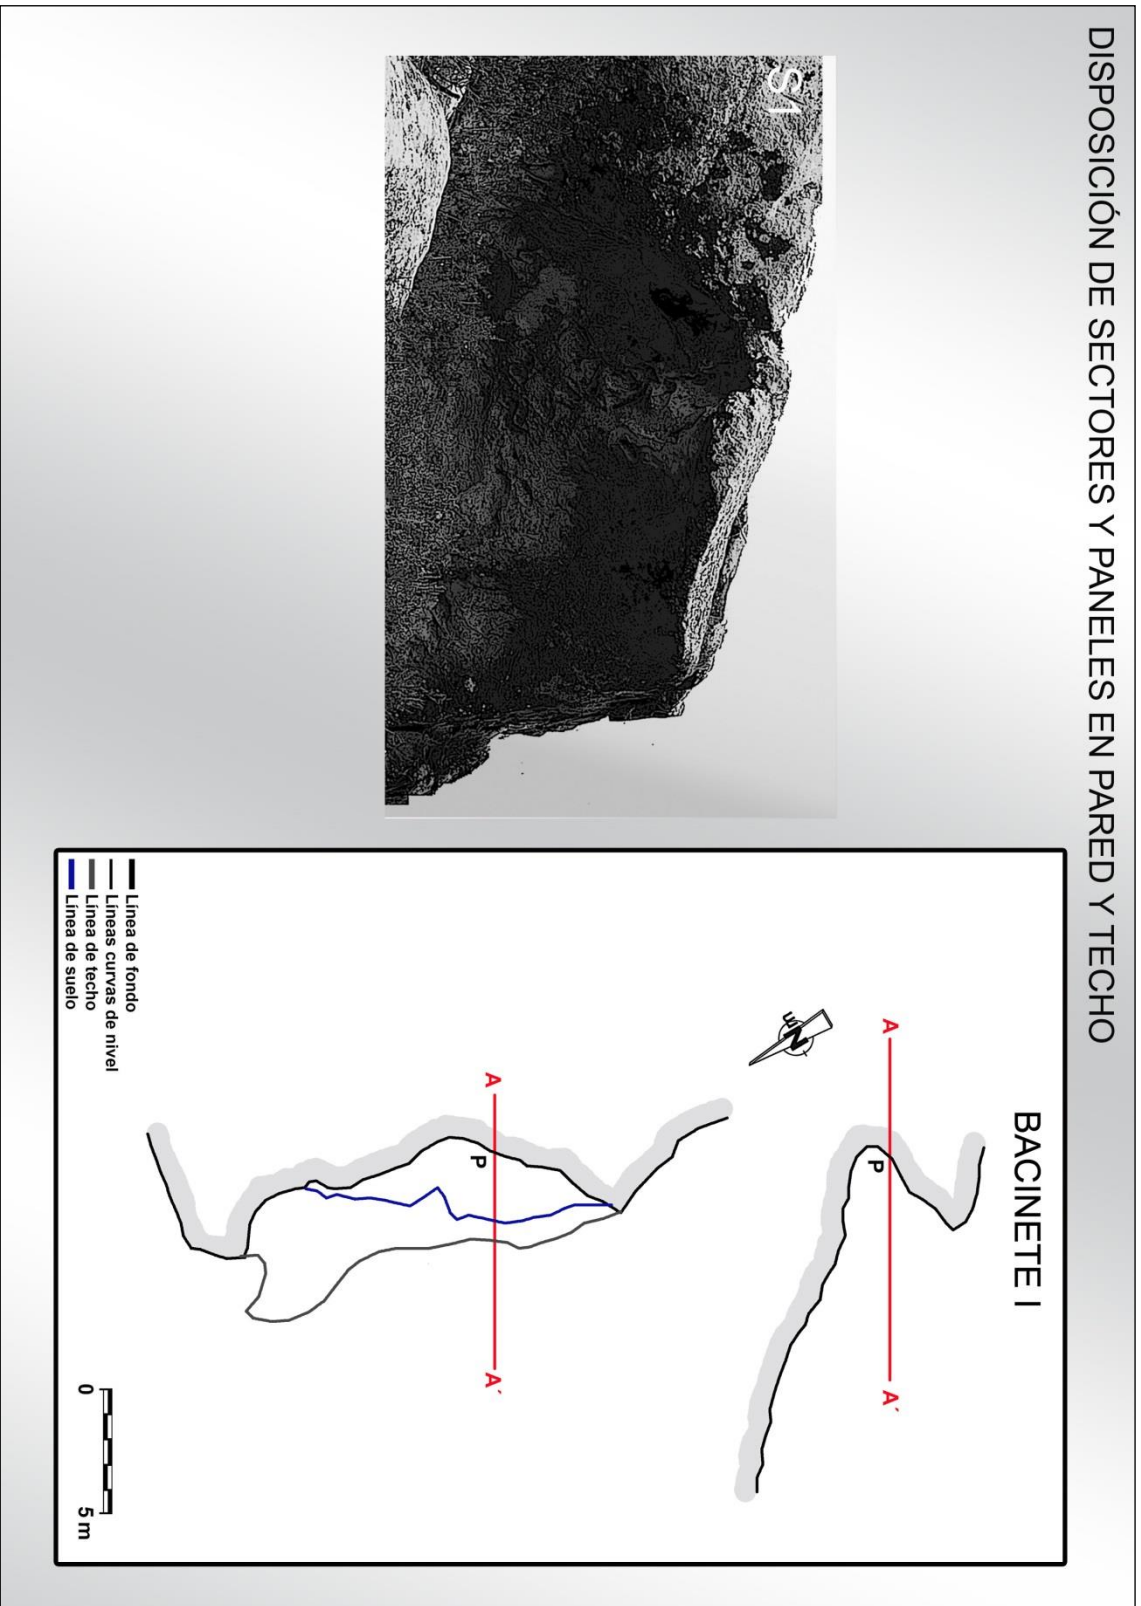 DISPOSICIÓN DE SECTORES Y PANELES EN PARED Y TECHO
S1
BACINETE I
A
A´
P
N
m
A
A´
P
Línea de fondo
Líneas curvas de nivel
Línea de techo
Línea de suelo
0
5 m